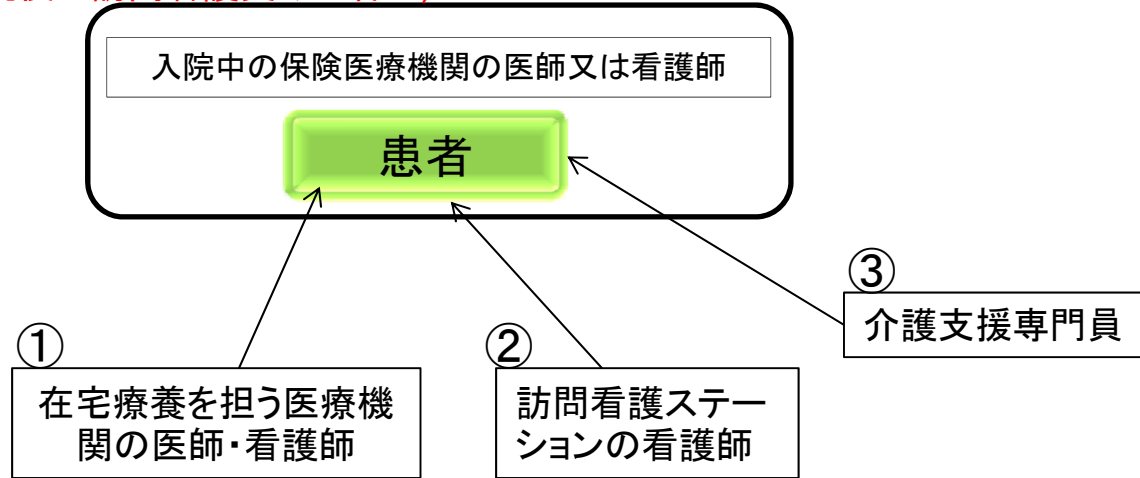 入院中の保険医療機関の医師又は看護師
患者
③
介護支援専門員
①
在宅療養を担う医療機
関の医師・看護師
②
訪問看護ステー
ションの看護師